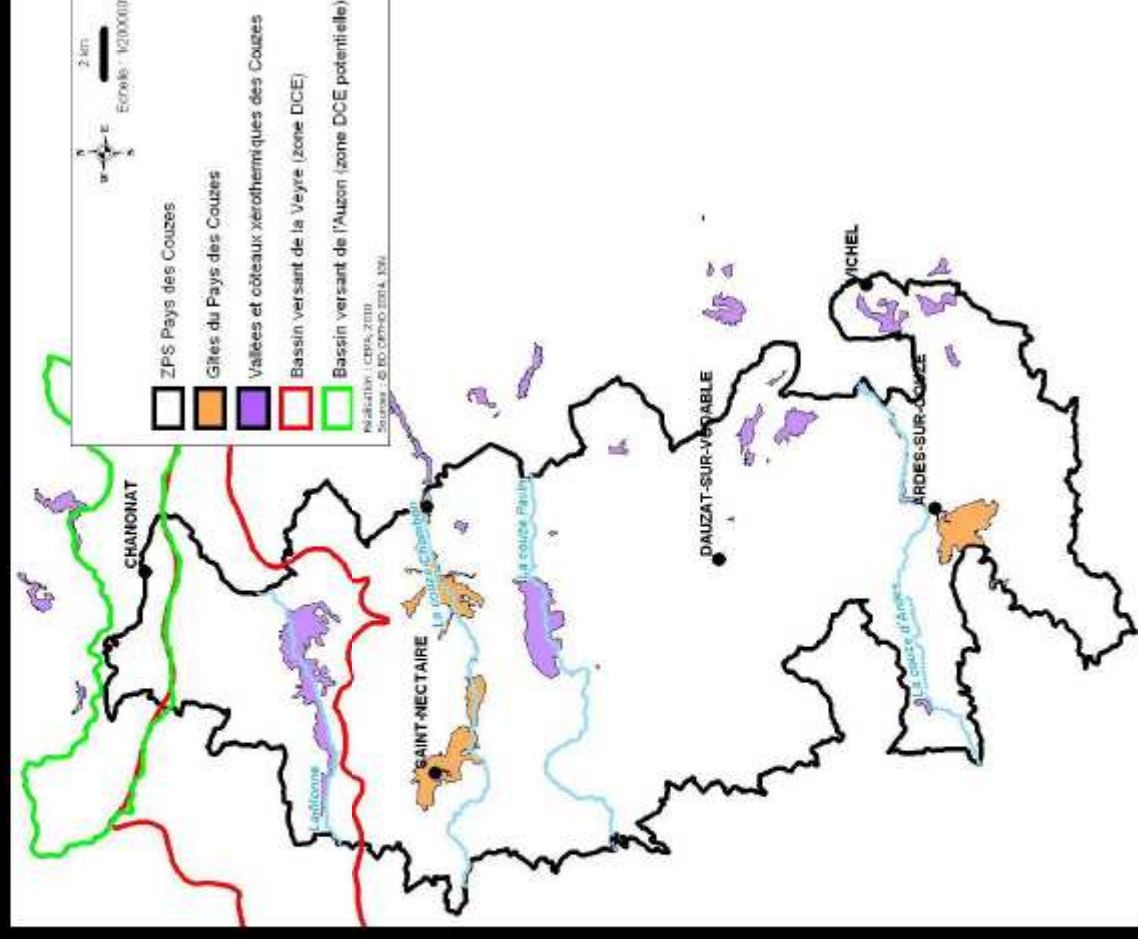 2 km
N
W
E
S
ZPS Pays des Couzes
Gîtes du Pays des Couzes
Vallées et côteaux xérothermiques des Couzes
Bassin versant de la Veyre (zone DCE)
Bassin versant de l'Auzon (zone DCE potentielle)
Réalisation : CEPA, 2010
CHANONAT
SAINT-NECTAIRE
La couze Chambon
La couze Pavin
DAUZAT-SUR-VODABLE
VICHEL
ARDES-SUR-COUZE
La couze d'Ardes